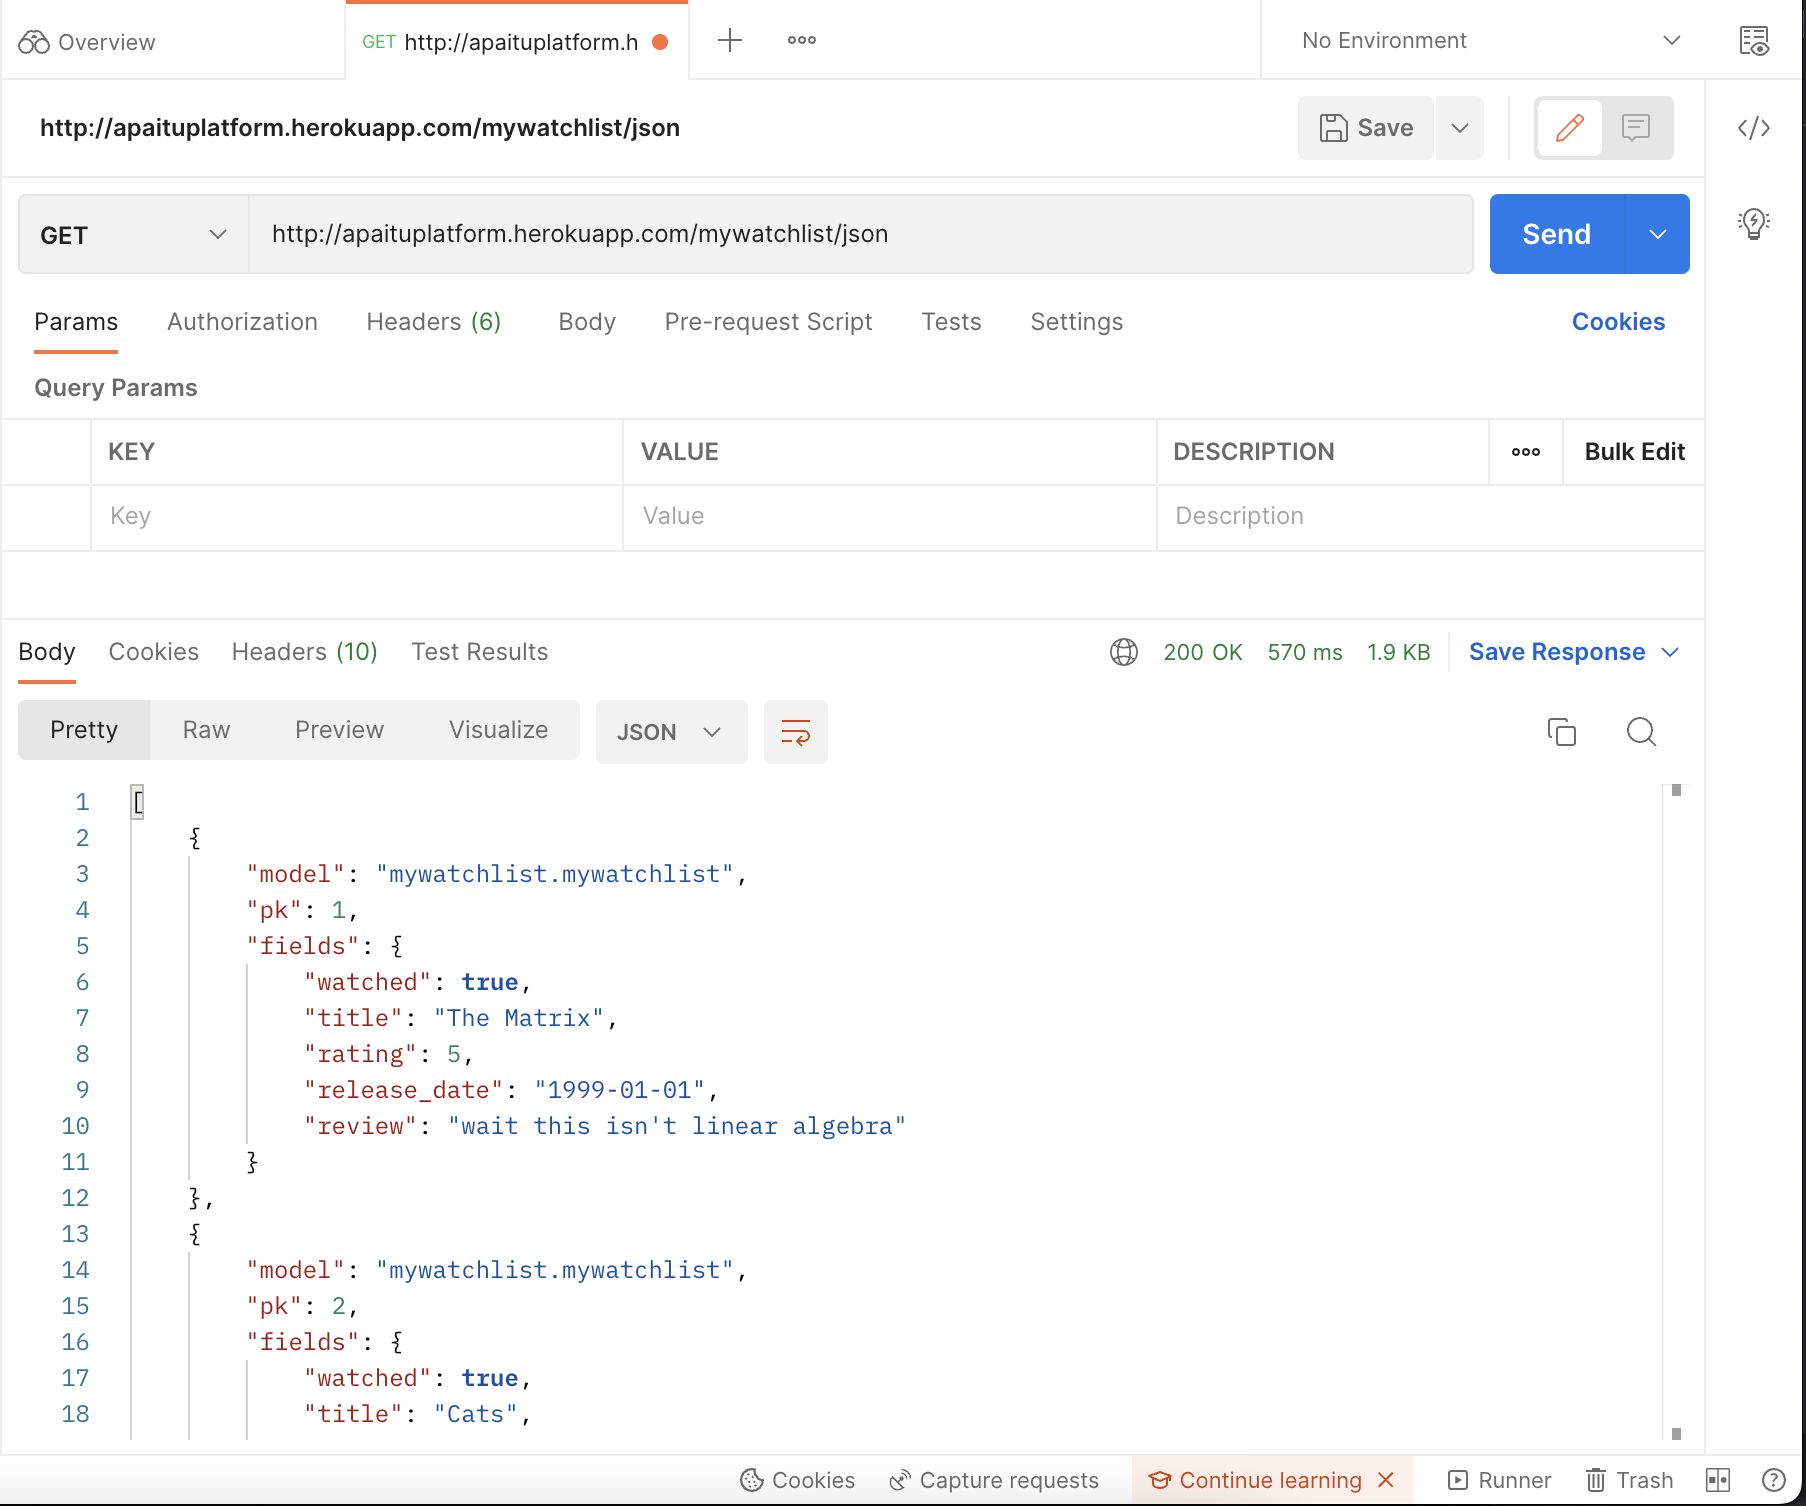 Overview
GET http://apaituplatform.h
No Environment
http://apaituplatform.herokuapp.com/mywatchlist/json
Save
GET
http://apaituplatform.herokuapp.com/mywatchlist/json
Send
Params Authorization Headers (6) Body Pre-request Script Tests Settings Cookies
Query Params
KEY VALUE DESCRIPTION Bulk Edit
Key Value Description
Body Cookies Headers (10) Test Results 200 OK 570 ms 1.9 KB Save Response
Pretty Raw Preview Visualize JSON
1 [
2 {
3 "model": "mywatchlist.mywatchlist",
4 "pk": 1,
5 "fields": {
6 "watched": true,
7 "title": "The Matrix",
8 "rating": 5,
9 "release_date": "1999-01-01",
10 "review": "wait this isn't linear algebra"
11 }
12 },
13 {
14 "model": "mywatchlist.mywatchlist",
15 "pk": 2,
16 "fields": {
17 "watched": true,
18 "title": "Cats",
Cookies Capture requests Continue learning Runner Trash